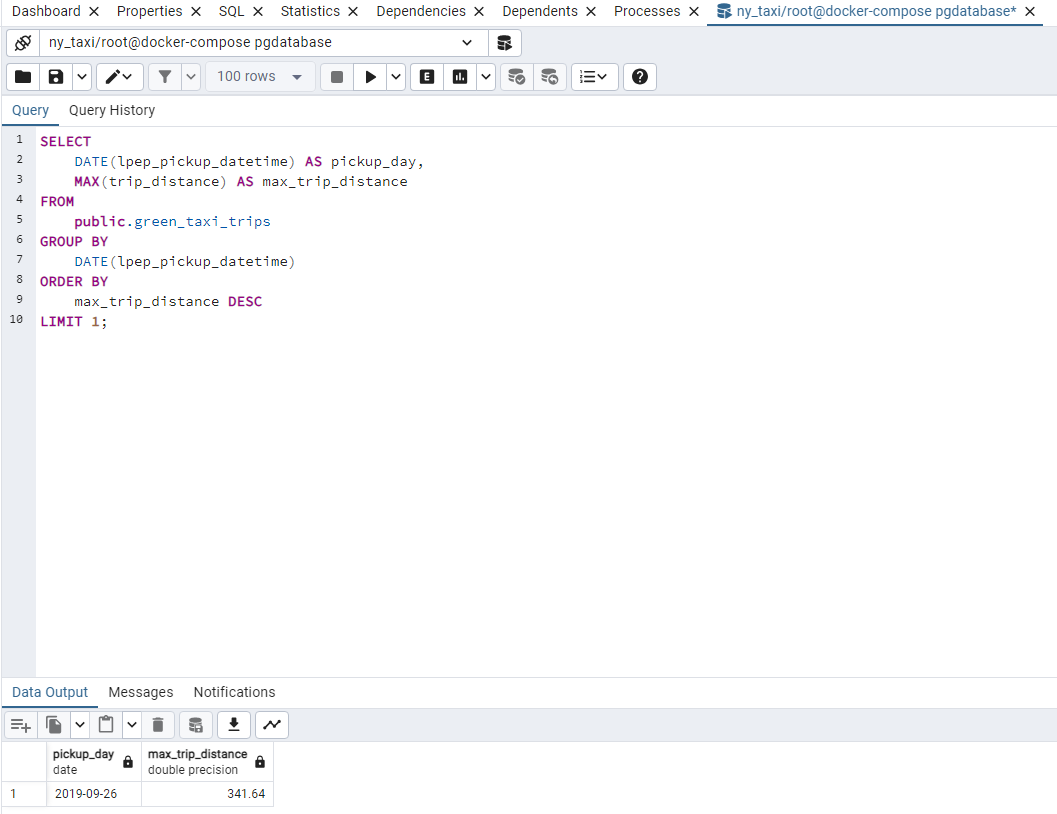 Dashboard Properties SQL Statistics Dependencies Dependents Processes ny_taxi/root@docker-compose pgdatabase*
ny_taxi/root@docker-compose pgdatabase
100 rows E
Query Query History
1 SELECT
2 DATE(lpep_pickup_datetime) AS pickup_day,
3 MAX(trip_distance) AS max_trip_distance
4 FROM
5 public.green_taxi_trips
6 GROUP BY
7 DATE(lpep_pickup_datetime)
8 ORDER BY
9 max_trip_distance DESC
10 LIMIT 1;
Data Output Messages Notifications
pickup_day max_trip_distance
date double precision
1 2019-09-26 341.64